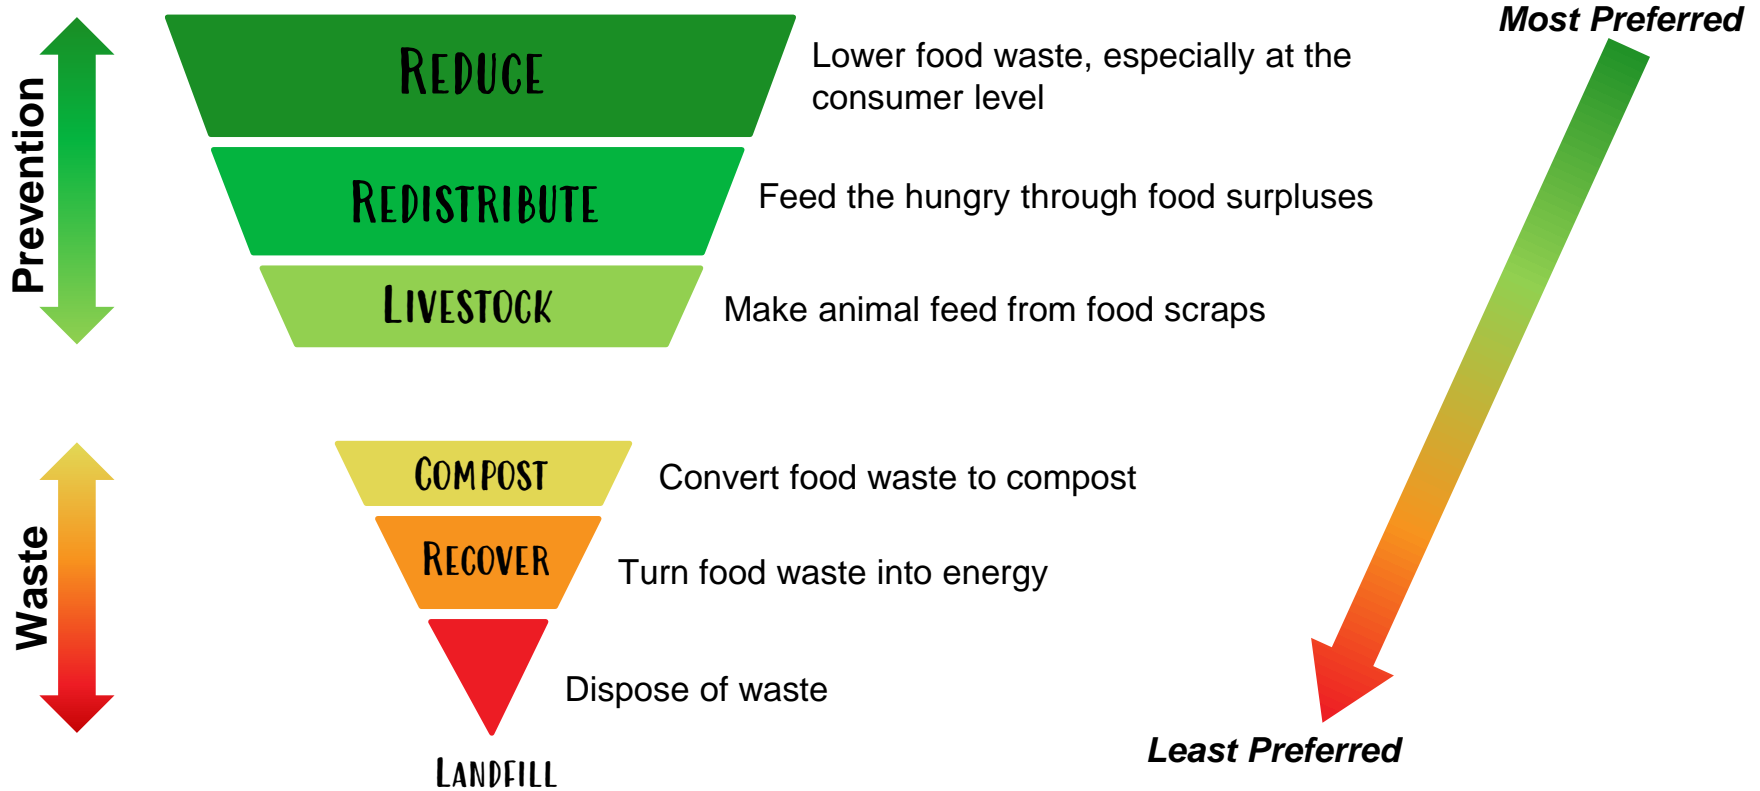 Most Preferred
Prevention
REDUCE
Lower food waste, especially at the
consumer level
REDISTRIBUTE
Feed the hungry through food surpluses
LIVESTOCK
Make animal feed from food scraps
Waste
COMPOST
Convert food waste to compost
RECOVER
Turn food waste into energy
Dispose of waste
LANDFILL
Least Preferred